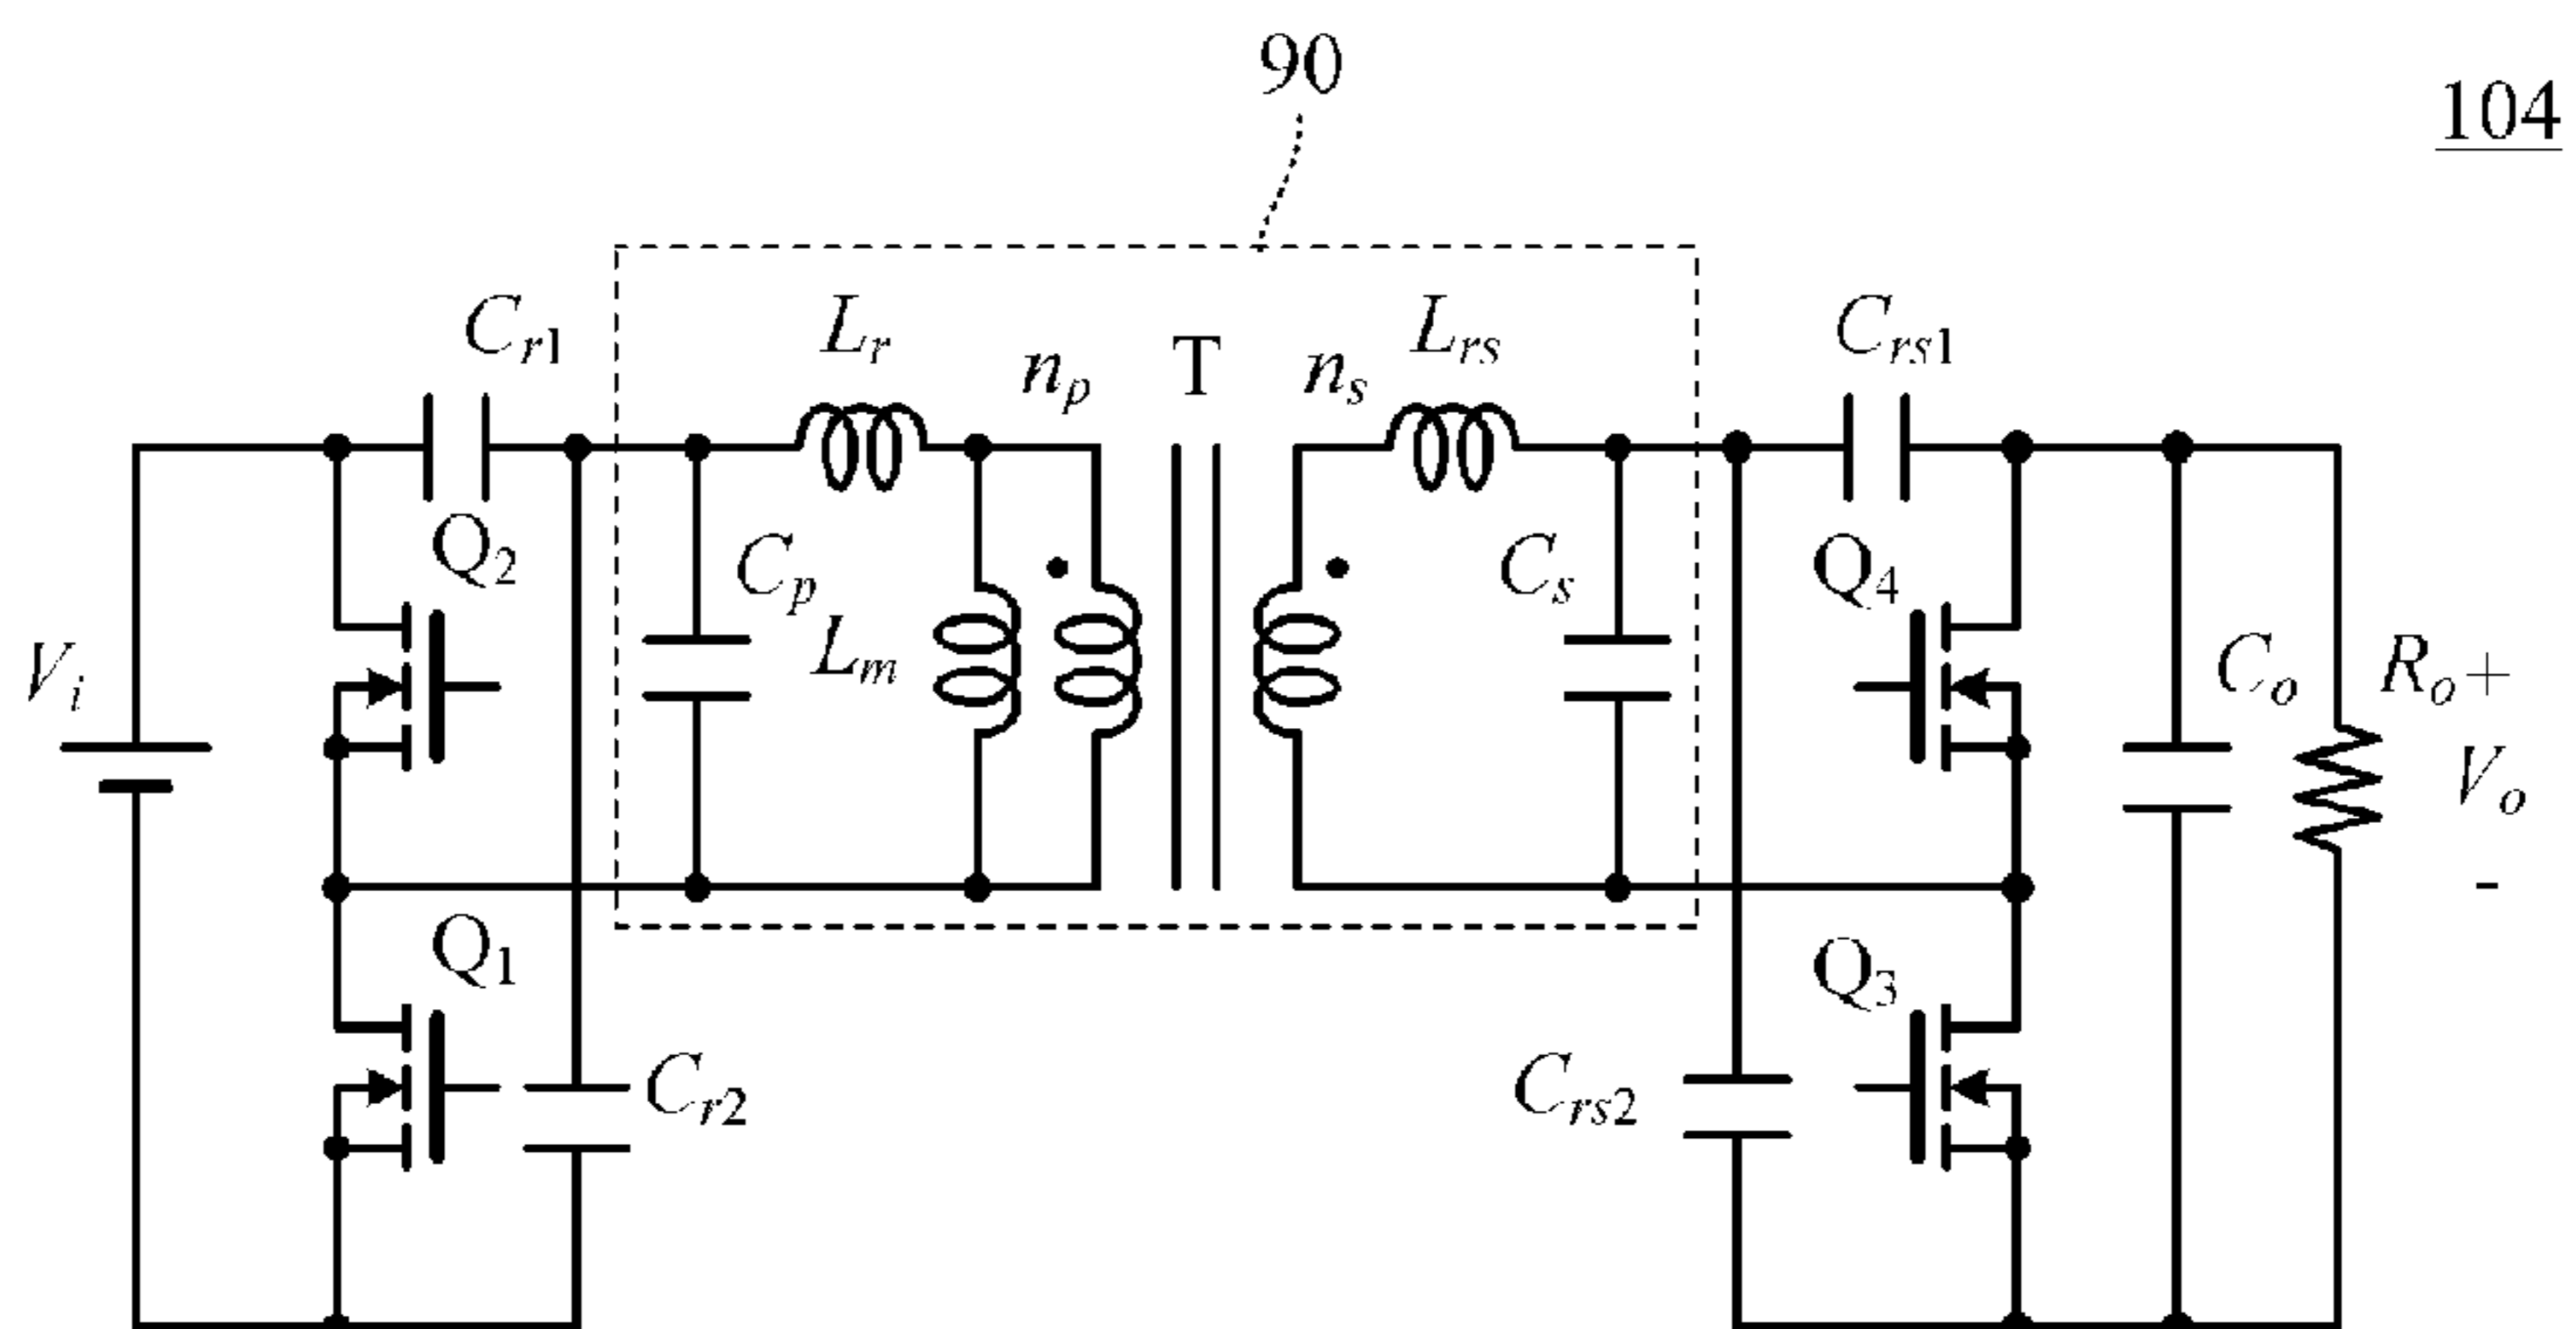 90
104
Cr1
Lr
np
T
ns
Lrs
Crs1
Q2
Cp
Cs
Q4
Vi
Lm
Co
Ro
+
Vo
-
Q1
Q3
Cr2
Crs2